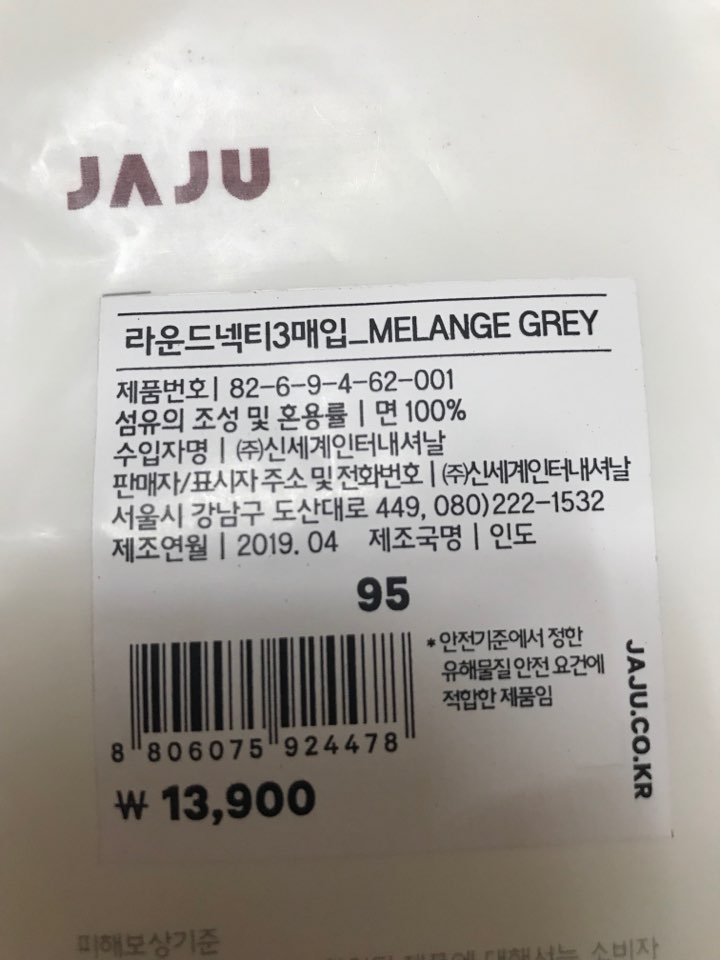 JAJU
라운드넥티3매입_MELANGE GREY
제품번호| 82-6-9-4-62-001
섬유의 조성 및 혼용률 | 면 100%
수입자명 | ㈜신세계인터내셔날
판매자/표시자 주소 및 전화번호 | ㈜신세계인터내셔날
서울시 강남구 도산대로 449, 080)222-1532
제조연월 | 2019. 04 제조국명 | 인도
95
* 안전기준에서 정한
유해물질 안전 요건에
적합한 제품임
JAJU.CO.KR
8 806075 924478
₩ 13,900
피해보상기준
대해서는 소비자